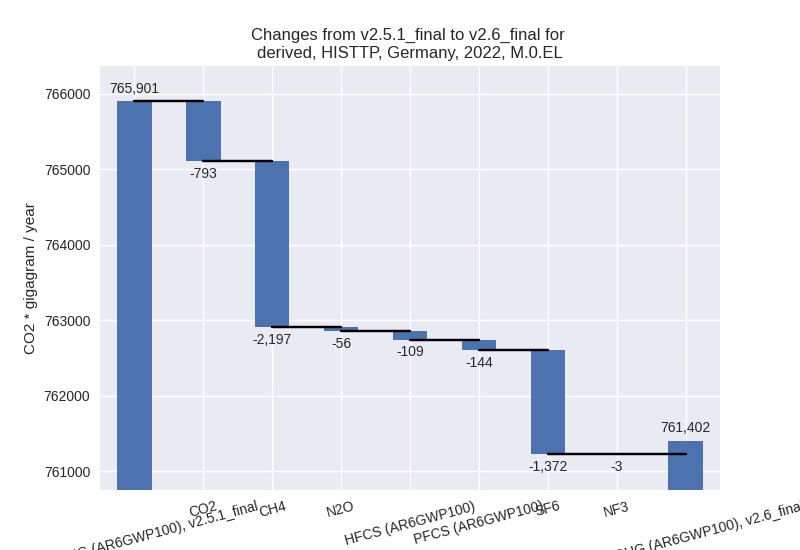 Changes from v2.5.1_final to v2.6_final for
derived, HISTTP, Germany, 2022, M.0.EL
CO2 * gigagram / year
766000
765000
764000
763000
762000
761000
765,901
-793
-2,197
-56
-109
-144
-1,372
-3
761,402
(AR6GWP100), v2.5.1_final
CO2
CH4
N2O
HFCS (AR6GWP100)
PFCS (AR6GWP100)
SF6
NF3
(AR6GWP100), v2.6_final